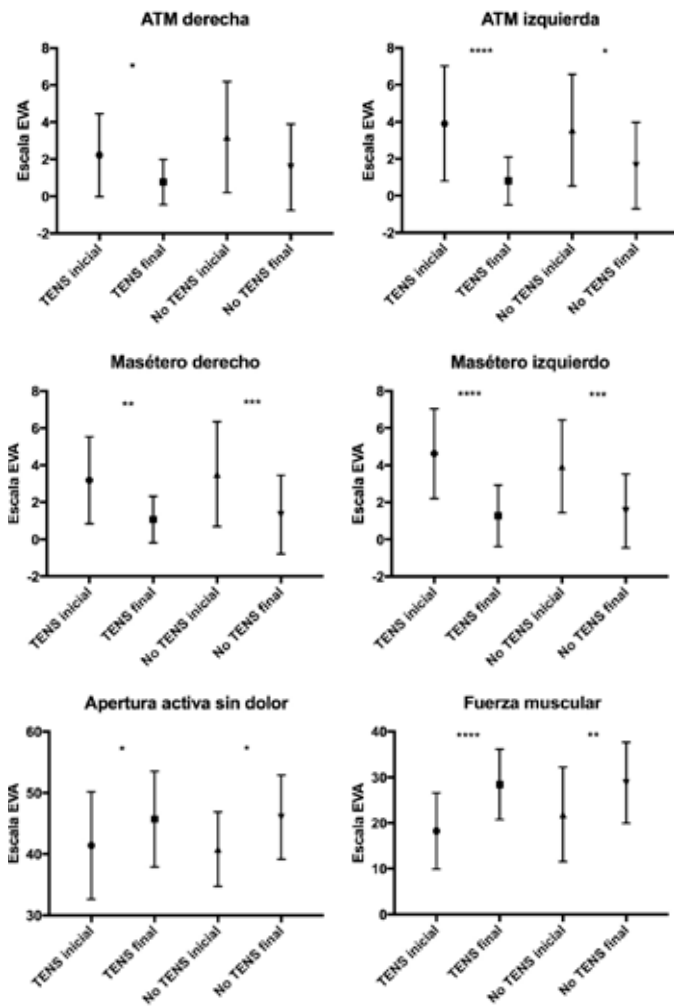 ATM derecha
*
Escala EVA
8
6
4
2
0
-2
TENS inicial
TENS final
No TENS inicial
No TENS final
ATM izquierda
****
*
Escala EVA
8
6
4
2
0
-2
TENS inicial
TENS final
No TENS inicial
No TENS final
Masétero derecho
**
***
Escala EVA
8
6
4
2
0
-2
TENS inicial
TENS final
No TENS inicial
No TENS final
Masétero izquierdo
****
***
Escala EVA
8
6
4
2
0
-2
TENS inicial
TENS final
No TENS inicial
No TENS final
Apertura activa sin dolor
*
*
Escala EVA
60
50
40
30
TENS inicial
TENS final
No TENS inicial
No TENS final
Fuerza muscular
****
**
Escala EVA
40
30
20
10
0
TENS inicial
TENS final
No TENS inicial
No TENS final